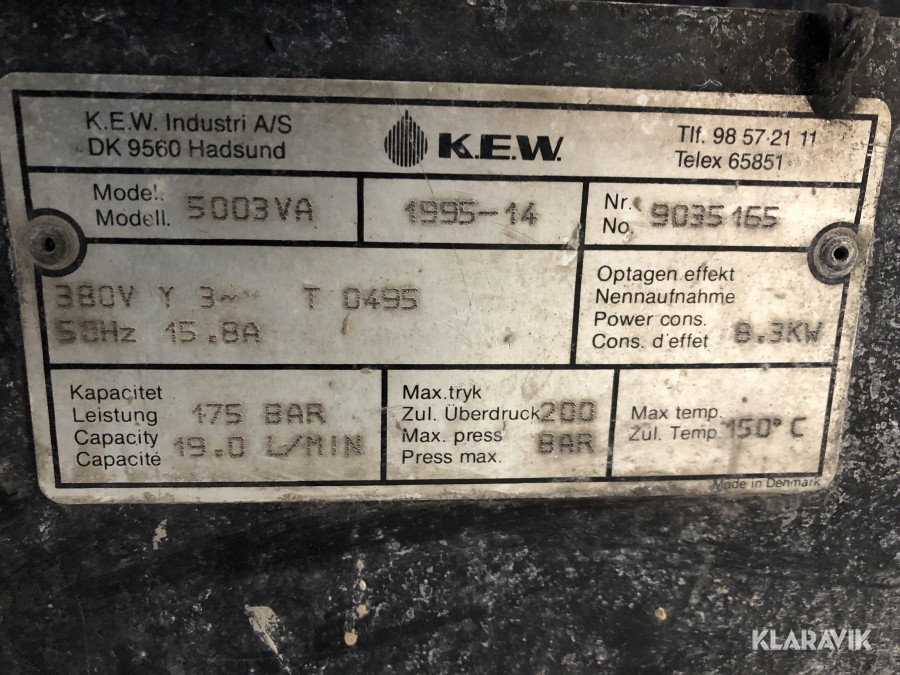 K.E.W. Industri A/S
DK 9560 Hadsund
K.E.W.
Tlf. 98 57 21 11
Telex 65851
Model.
Modell.
5003VA
1995-14
Nr.
No.
9035165
380V Y 3~ T 0495
50Hz 15.8A
Optagen effekt
Nennaufnahme
Power cons.
Cons. d'effet 8.3KW
Kapacitet
Leistung 175 BAR
Capacity 19.0 L/MIN
Capacité
Max.tryk
Zul. Überdruck 200
Max. press BAR
Press max.
Max temp.
Zul. Temp. 150° C
Made in Denmark
KLARAVIK